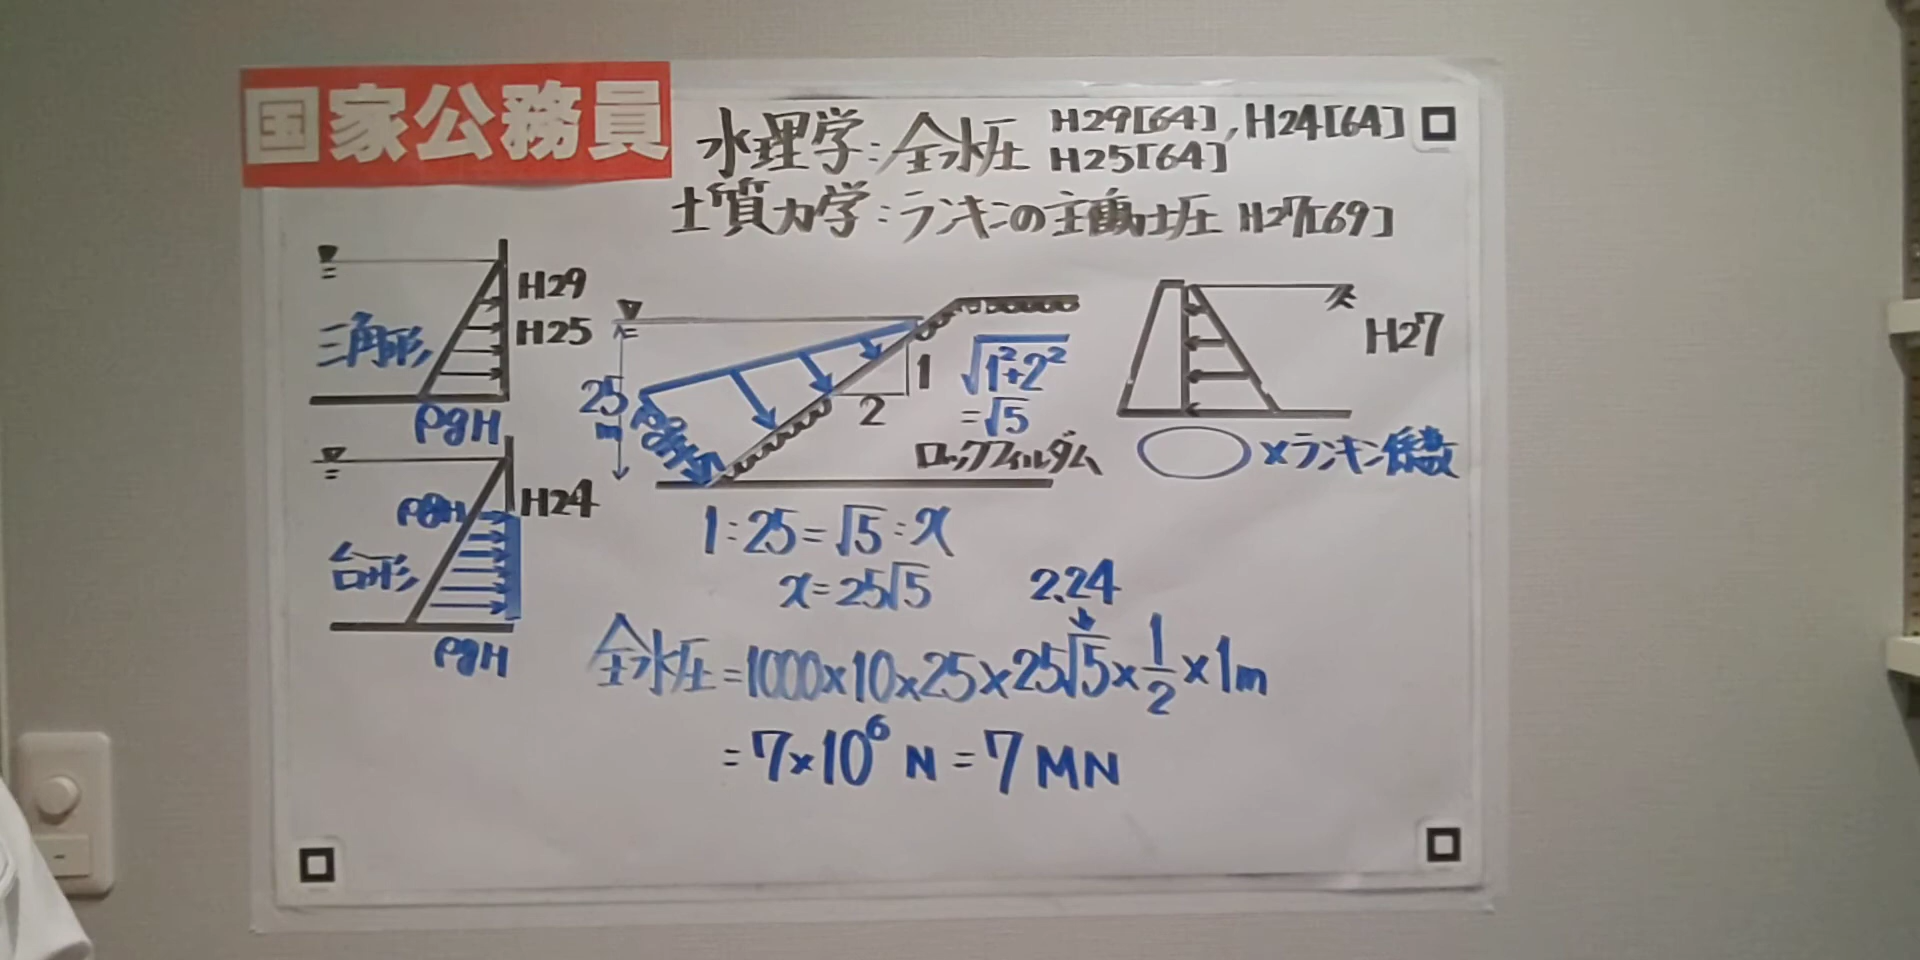 国家公務員
水理学:全水圧 H29[64], H24[64]
H25[64]
土質力学:ランキンの主働土圧 H27[69]
H29
H25
三角形
ρgH
25
m
ρgH
1
2
√1²+2²
=√5
ロックフィルダム
H27
×ランキン係数
H24
ρgH
台形
ρgH
1:25=√5:x
x=25√5
2.24
全水圧=1000×10×25×25√5×1/2×1m
=7×10⁶N=7MN